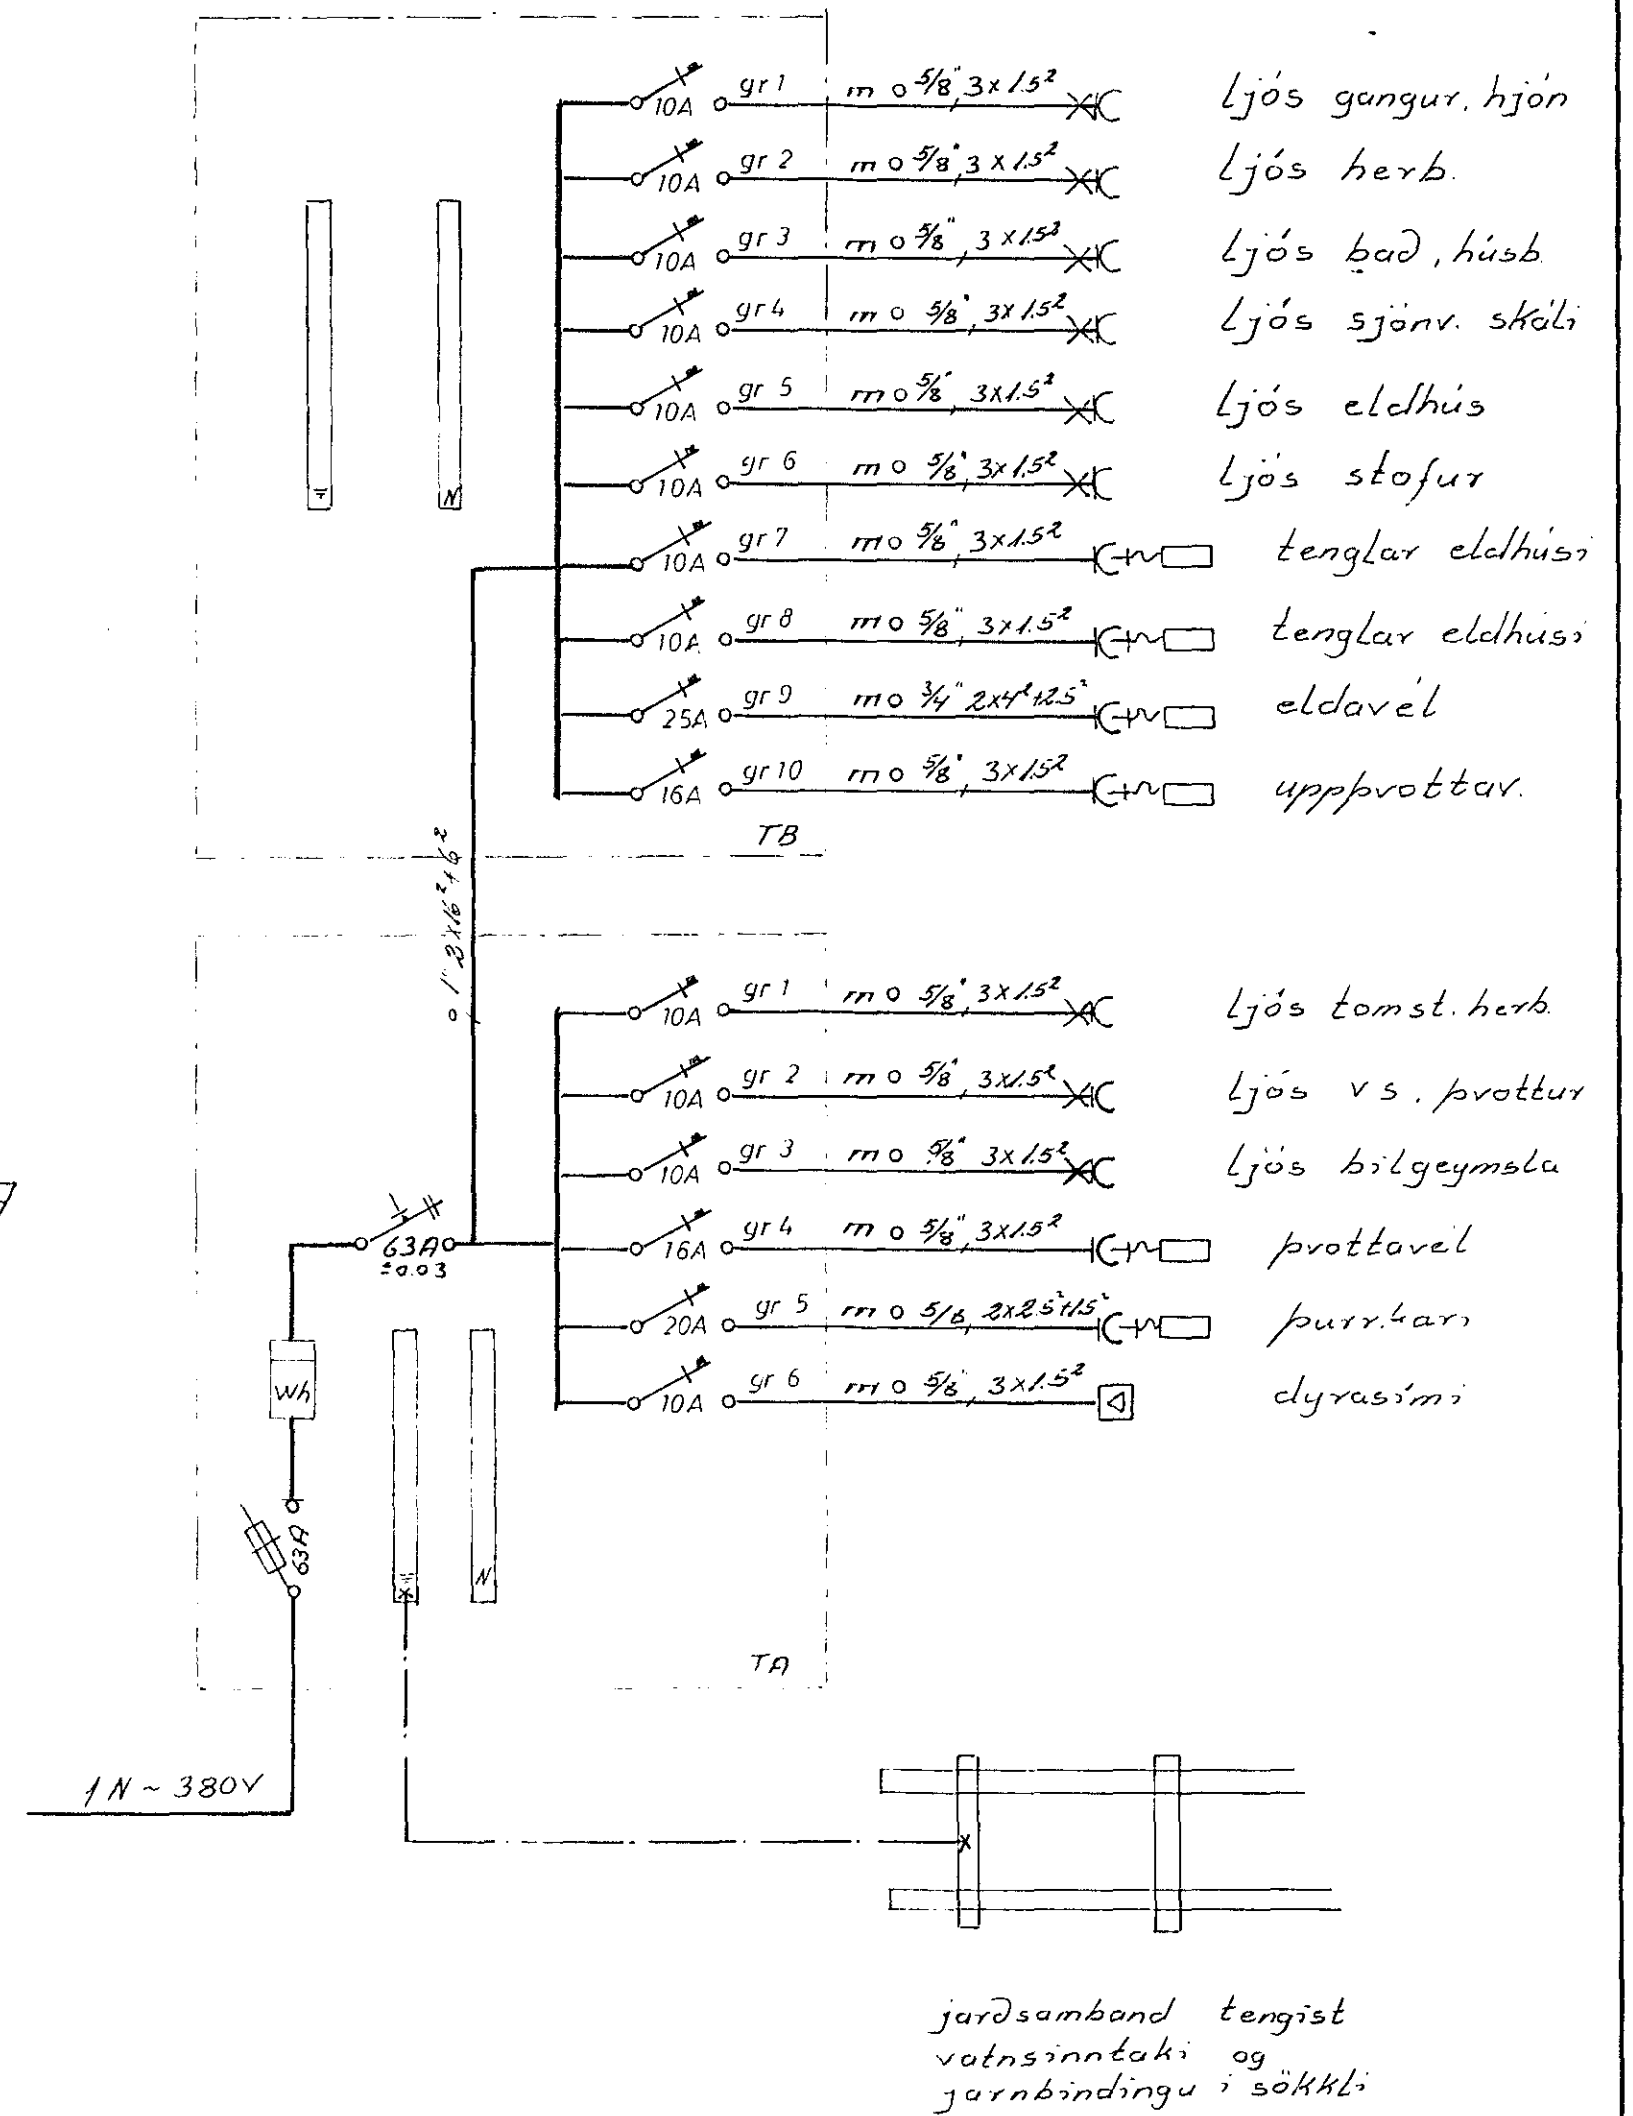 gr 1 m o 5/8" 3x1.5² ljós gangur, hjón
10A
gr 2 m o 5/8" 3x1.5² ljós herb.
10A
gr 3 m o 5/8", 3x1.5² ljós bað, húsb.
10A
gr 4 m o 5/8" 3x1.5² ljós sjónv. skáli
10A
gr 5 m o 5/8" 3x1.5² ljós eldhús
10A
gr 6 m o 5/8" 3x1.5² ljós stofur
10A
N
gr 7 m o 5/8" 3x1.5² tenglar eldhúsi
10A
gr 8 m o 5/8" 3x1.5² tenglar eldhúsi
10A
gr 9 m o 3/4" 2x4²+2.5² eldavél
25A
gr 10 m o 5/8" 3x1.5² uppþvottav.
16A
TB
o 1" 3x16²+6²
gr 1 m o 5/8" 3x1.5² ljós tomst. herb.
10A
gr 2 m o 5/8" 3x1.5² ljós vs. þvottur
10A
gr 3 m o 5/8" 3x1.5² ljós bílgeymsla
10A
gr 4 m o 5/8" 3x1.5² þvottavél
16A
63A
±0.03
gr 5 m o 5/8, 2x2.5²+1.5² þurrkari
20A
gr 6 m o 5/8" 3x1.5² dyrasími
10A
Wh
63A
N
TA
1N ~ 380V
jarðsamband tengist
vatnsinntaki og
járnbindingu í sökkli